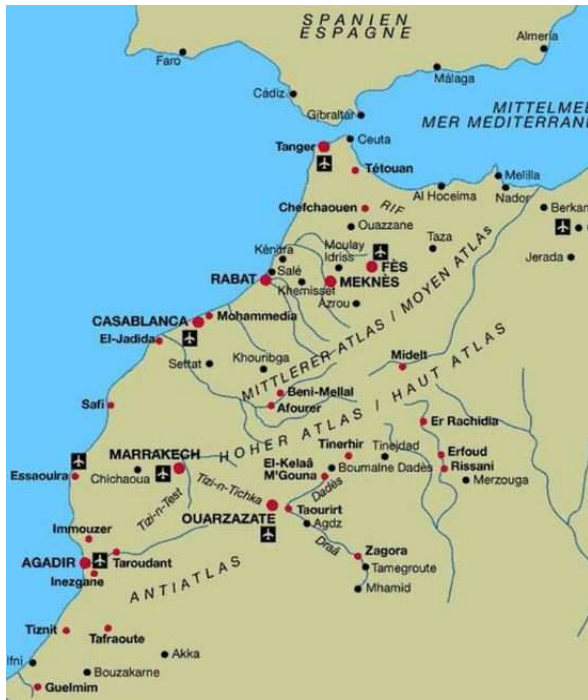 SPANIEN
ESPAGNE
Almería
Faro
Málaga
Cádiz
Gibraltar
MITTELME
MER MEDITERRAN
Ceuta
Tanger
Tétouan
Melilla
Al Hoceima
Nador
Chefchaouen
RIF
Berkan
Ouazzane
Taza
Kénitra
Moulay
Idriss
Jerada
Salé
FÈS
RABAT
Khemisset
MEKNÈS
Azrou
CASABLANCA
Mohammedia
El-Jadida
MITTLERER ATLAS / MOYEN ATLAS
Settat
Khouribga
Midelt
Beni-Mellal
Safi
Afourer
HOHER ATLAS / HAUT ATLAS
Er Rachidia
MARRAKECH
Tinerhir
Tinejdad
Erfoud
El-Kelaâ
M'Gouna
Boumalne Dadès
Rissani
Essaouira
Chichaoua
Merzouga
Tizi-n-Test
Tizi-n-Tichka
Dadès
OUARZAZATE
Taourirt
Agdz
Immouzer
Draâ
Zagora
AGADIR
Taroudant
Tamegroute
Inezgane
ANTIATLAS
Mhamid
Tiznit
Tafraoute
Ifni
Akka
Bouzakarne
Guelmim